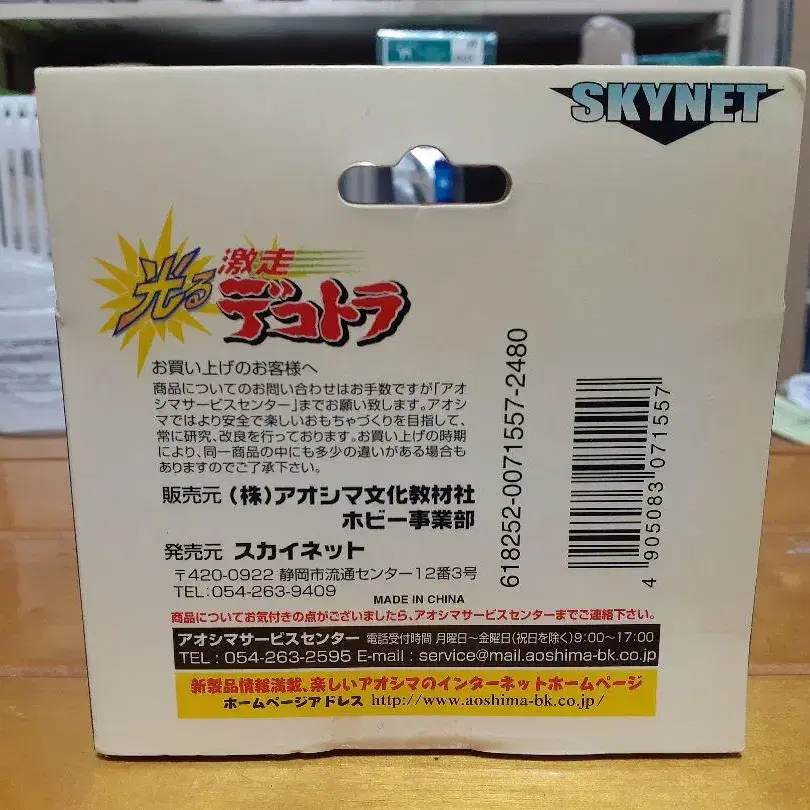 SKYNET
光る
激走
デコトラ
お買い上げのお客様へ
商品についてのお問い合わせはお手数ですが「アオ
シマサービスセンター」までお願い致します。アオシ
マではより安全で楽しいおもちゃづくりを目指して、
常に研究、改良を行っております。お買い上げの時期
により、同一商品の中にも多少の違いがある場合も
ありますのでご了承下さい。
販売元 (株)アオシマ文化教材社
ホビー事業部
発売元 スカイネット
〒420-0922 静岡市流通センター12番3号
TEL:054-263-9409
MADE IN CHINA
618252-0071557-2480
4 905083 071557
商品についてお気付きの点がございましたら、アオシマサービスセンターまでご連絡下さい。
アオシマサービスセンター 電話受付時間 月曜日〜金曜日(祝日を除く)9:00〜17:00
TEL:054-263-2595 E-mail:service@mail.aoshima-bk.co.jp
新製品情報満載、楽しいアオシマのインターネットホームページ
ホームページアドレス http://www.aoshima-bk.co.jp/